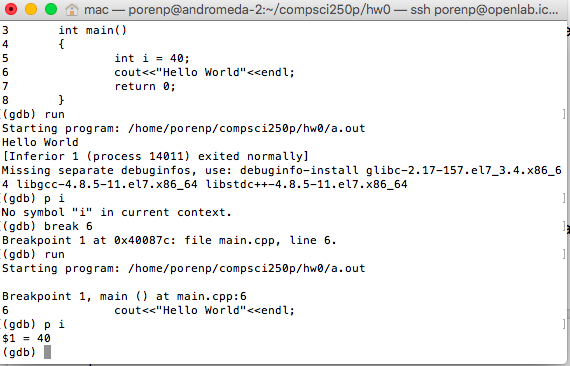 mac — porenp@andromeda-2:~/compsci250p/hw0 — ssh porenp@openlab.ic...
3       int main()
4       {
5               int i = 40;
6               cout<<"Hello World"<<endl;
7               return 0;
8       }
(gdb) run
Starting program: /home/porenp/compsci250p/hw0/a.out
Hello World
[Inferior 1 (process 14011) exited normally]
Missing separate debuginfos, use: debuginfo-install glibc-2.17-157.el7_3.4.x86_6
4 libgcc-4.8.5-11.el7.x86_64 libstdc++-4.8.5-11.el7.x86_64
(gdb) p i
No symbol "i" in current context.
(gdb) break 6
Breakpoint 1 at 0x40087c: file main.cpp, line 6.
(gdb) run
Starting program: /home/porenp/compsci250p/hw0/a.out
Breakpoint 1, main () at main.cpp:6
6               cout<<"Hello World"<<endl;
(gdb) p i
$1 = 40
(gdb)